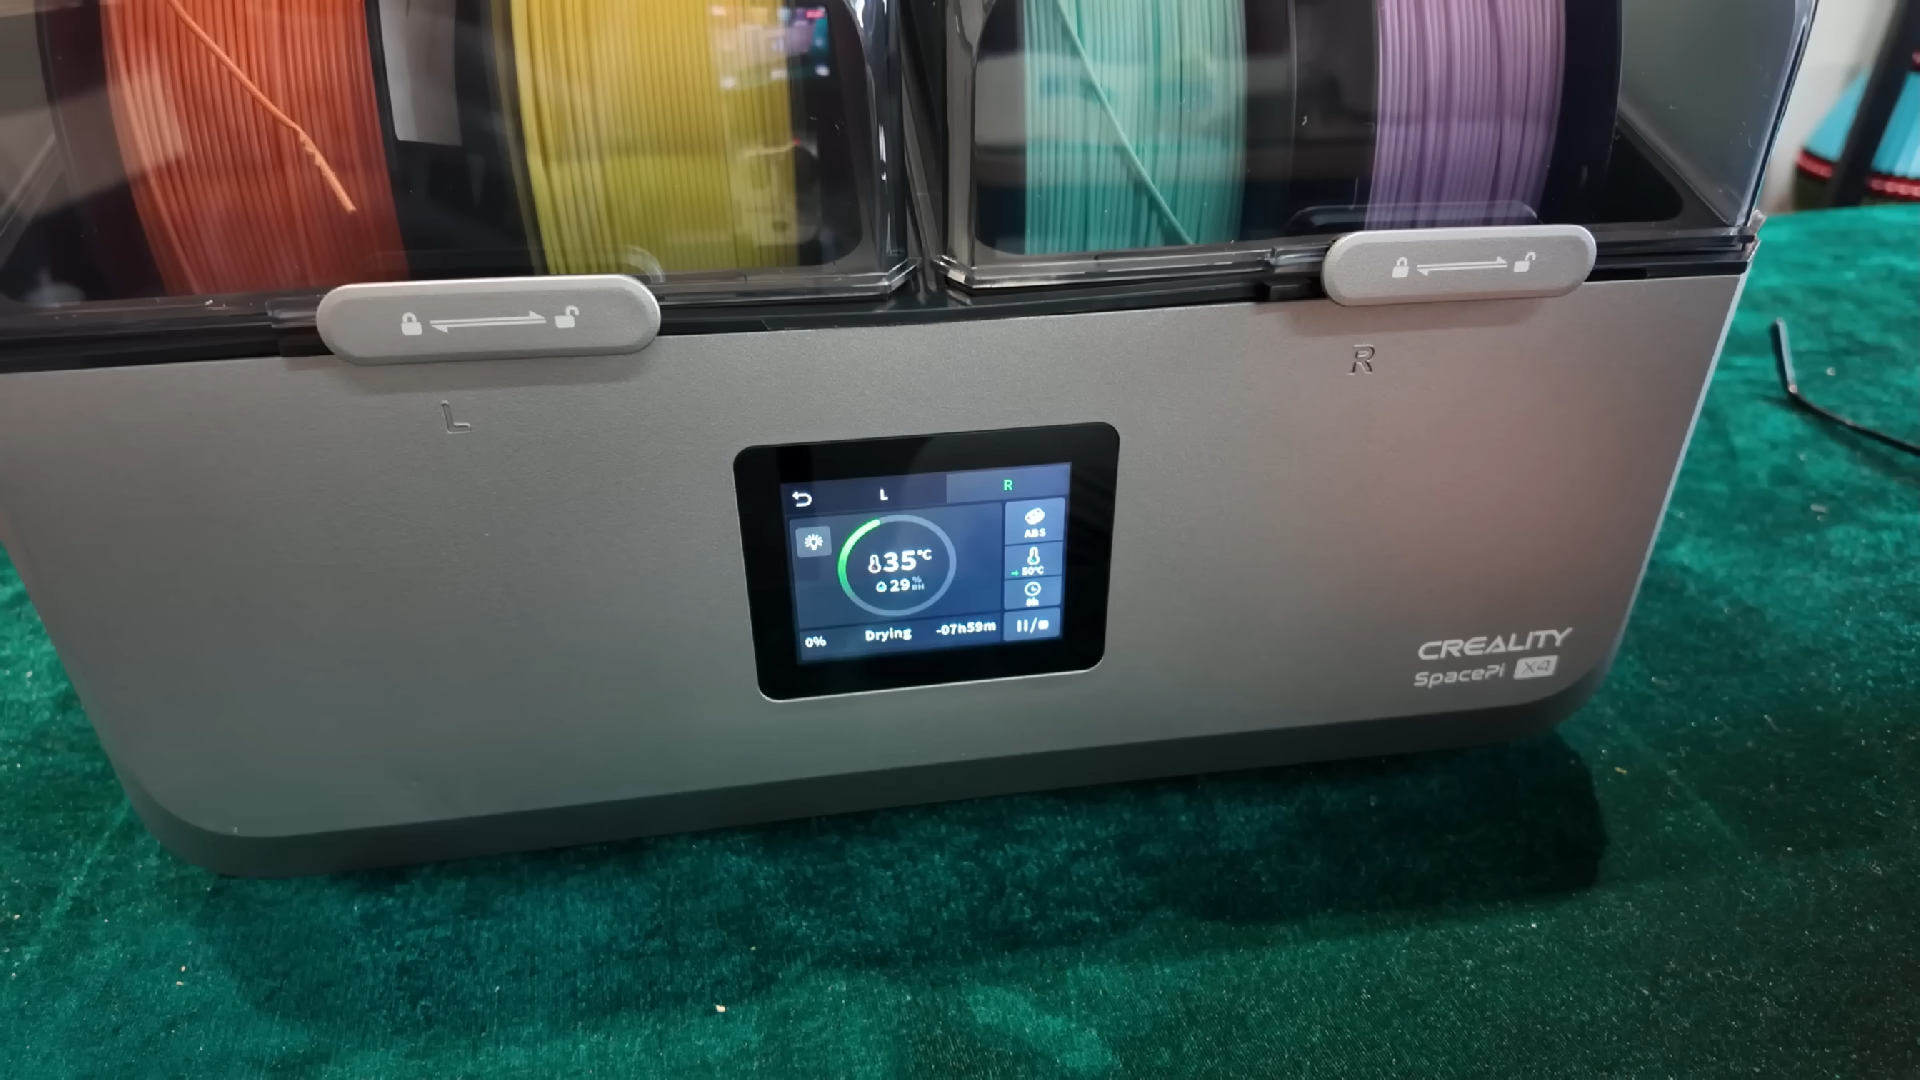 L
R
L R
35°C
29 %RH
ABS
0% Drying -07h59m
CREALITY
SpacePi X4